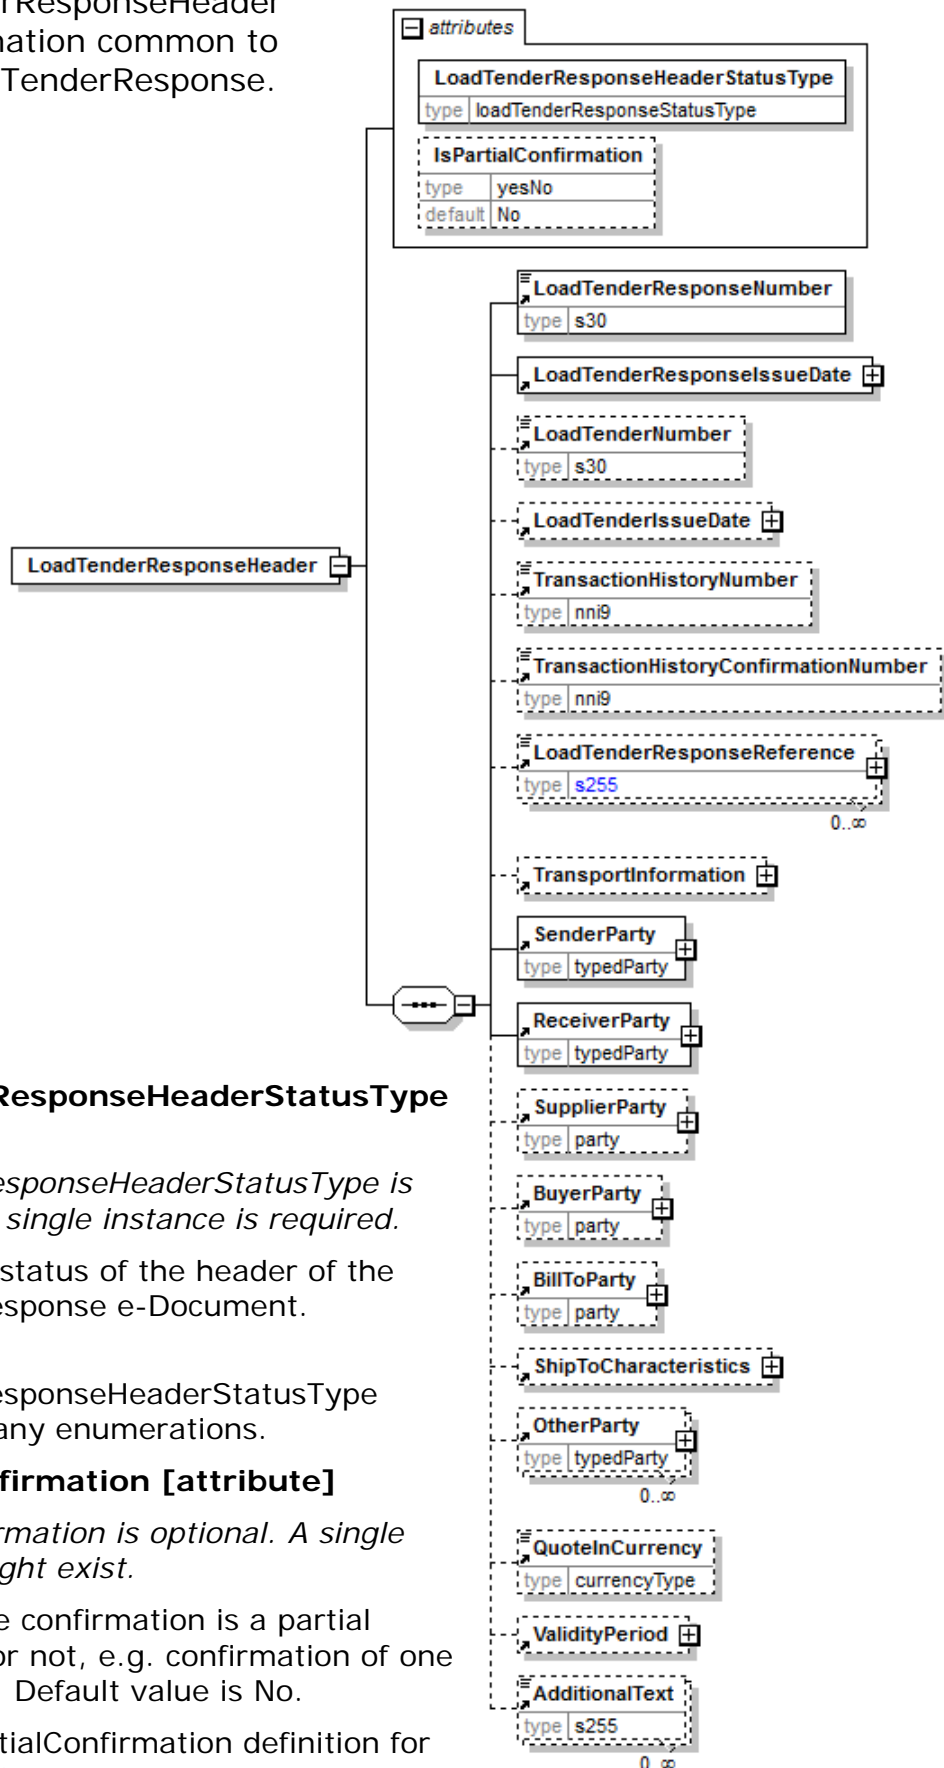 rResponseHeader
nation common to
TenderResponse.
attributes
LoadTenderResponseHeaderStatusType
type loadTenderResponseStatusType
IsPartialConfirmation
type yesNo
default No
LoadTenderResponseNumber
type s30
LoadTenderResponseIssueDate
LoadTenderNumber
type s30
LoadTenderIssueDate
LoadTenderResponseHeader
TransactionHistoryNumber
type nni9
TransactionHistoryConfirmationNumber
type nni9
LoadTenderResponseReference
type s255
0..∞
TransportInformation
SenderParty
type typedParty
ReceiverParty
type typedParty
SupplierParty
type party
BuyerParty
type party
BillToParty
type party
ShipToCharacteristics
OtherParty
type typedParty
0..∞
QuoteInCurrency
type currencyType
ValidityPeriod
AdditionalText
type s255
0..∞
ResponseHeaderStatusType
esponseHeaderStatusType is
single instance is required.
status of the header of the
esponse e-Document.
esponseHeaderStatusType
any enumerations.
nfirmation [attribute]
rmation is optional. A single
ght exist.
e confirmation is a partial
or not, e.g. confirmation of one
Default value is No.
tialConfirmation definition for